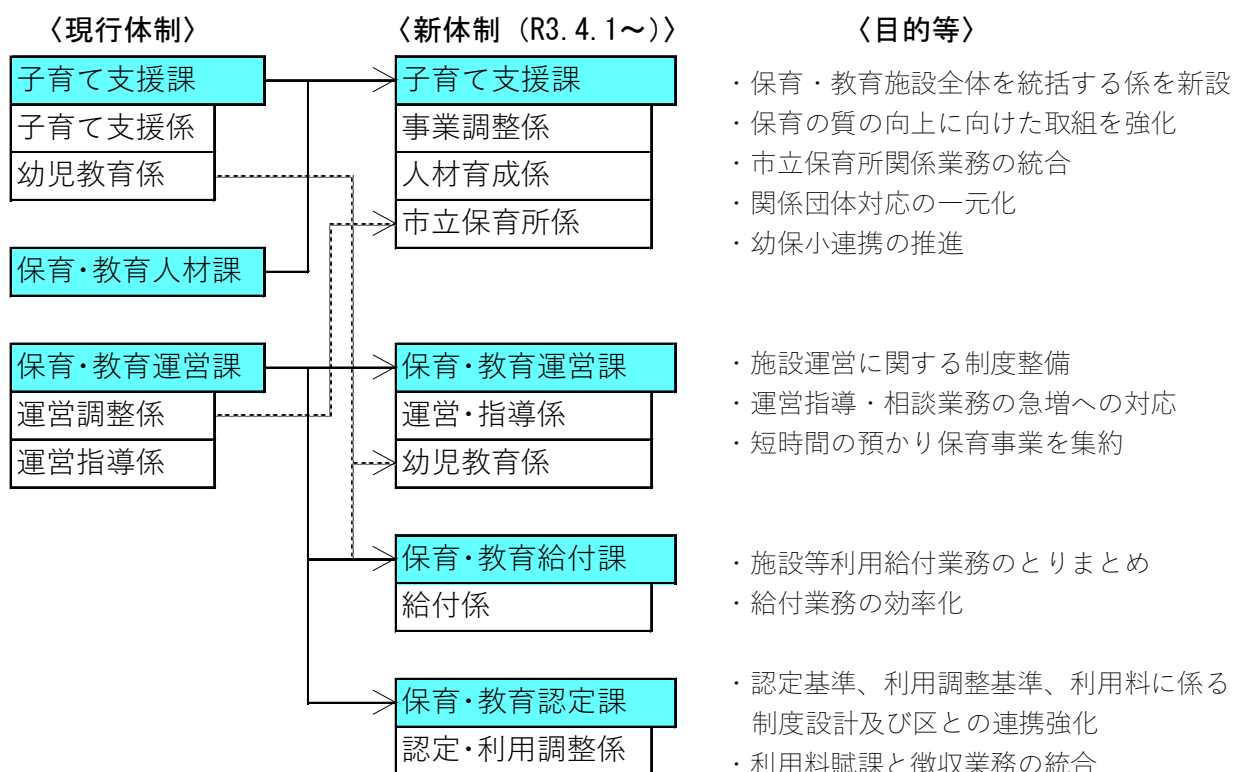 〈現行体制〉
子育て支援課
子育て支援係
幼児教育係
保育・教育人材課
保育・教育運営課
運営調整係
運営指導係
〈新体制（R3.4.1～）〉
子育て支援課
事業調整係
人材育成係
市立保育所係
保育・教育運営課
運営・指導係
幼児教育係
保育・教育給付課
給付係
保育・教育認定課
認定・利用調整係
〈目的等〉
・保育・教育施設全体を統括する係を新設
・保育の質の向上に向けた取組を強化
・市立保育所関係業務の統合
・関係団体対応の一元化
・幼保小連携の推進
・施設運営に関する制度整備
・運営指導・相談業務の急増への対応
・短時間の預かり保育事業を集約
・施設等利用給付業務のとりまとめ
・給付業務の効率化
・認定基準、利用調整基準、利用料に係る
制度設計及び区との連携強化
・利用料賦課と徴収業務の統合